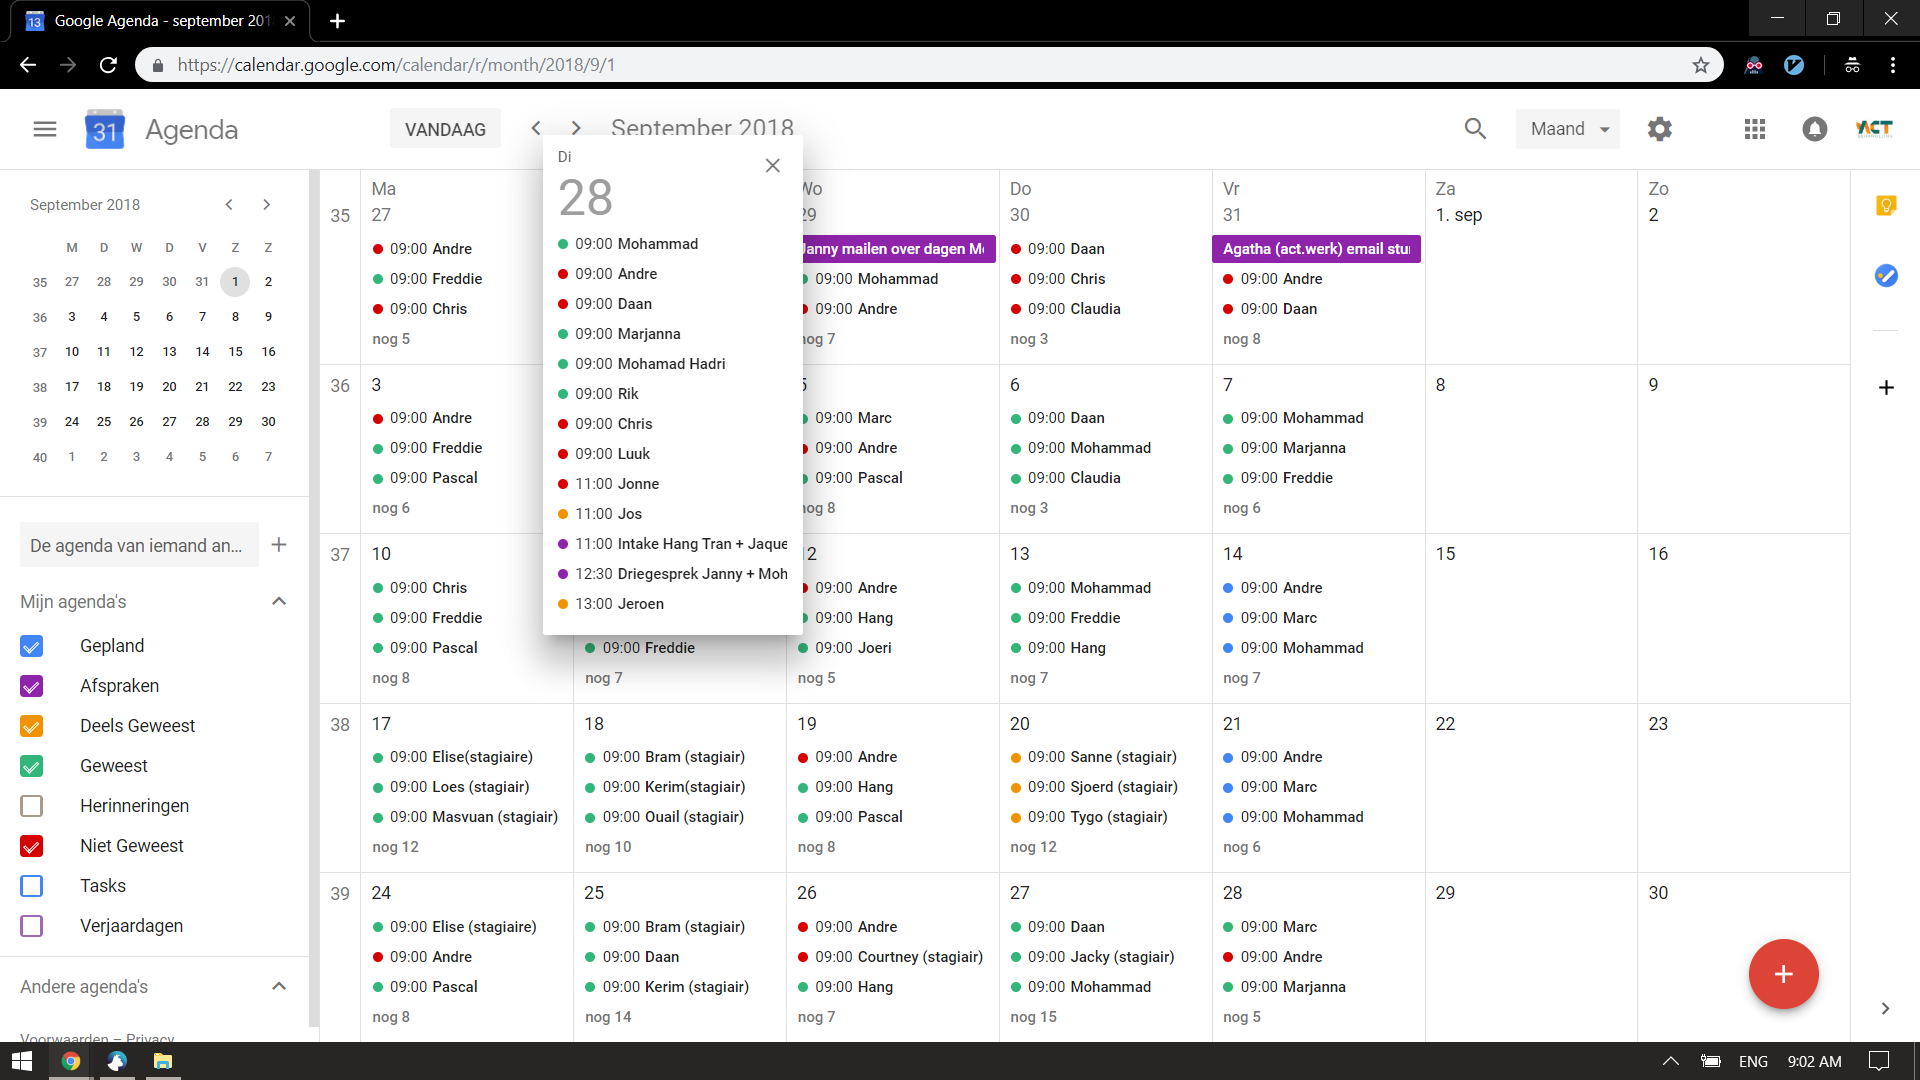 Google Agenda - september 201
https://calendar.google.com/calendar/r/month/2018/9/1
31 Agenda
VANDAAG
September 2018
Maand
ACT
September 2018
M D W D V Z Z
35 27 28 29 30 31 1 2
36 3 4 5 6 7 8 9
37 10 11 12 13 14 15 16
38 17 18 19 20 21 22 23
39 24 25 26 27 28 29 30
40 1 2 3 4 5 6 7
De agenda van iemand an...
Mijn agenda's
Gepland
Afspraken
Deels Geweest
Geweest
Herinneringen
Niet Geweest
Tasks
Verjaardagen
Andere agenda's
Voorwaarden – Privacy
Di
28
09:00 Mohammad
09:00 Andre
09:00 Daan
09:00 Marjanna
09:00 Mohamad Hadri
09:00 Rik
09:00 Chris
09:00 Luuk
11:00 Jonne
11:00 Jos
11:00 Intake Hang Tran + Jaque
12:30 Driegesprek Janny + Moh
13:00 Jeroen
35
Ma
27
09:00 Andre
09:00 Freddie
09:00 Chris
nog 5
Wo
29
Janny mailen over dagen M
09:00 Mohammad
09:00 Andre
nog 7
Do
30
09:00 Daan
09:00 Chris
09:00 Claudia
nog 3
Vr
31
Agatha (act.werk) email stu
09:00 Andre
09:00 Daan
nog 8
Za
1. sep
Zo
2
36
3
09:00 Andre
09:00 Freddie
09:00 Pascal
nog 6
5
09:00 Marc
09:00 Andre
09:00 Pascal
nog 8
6
09:00 Daan
09:00 Mohammad
09:00 Claudia
nog 3
7
09:00 Mohammad
09:00 Marjanna
09:00 Freddie
nog 6
8
9
37
10
09:00 Chris
09:00 Freddie
09:00 Pascal
nog 8
09:00 Freddie
nog 7
12
09:00 Andre
09:00 Hang
09:00 Joeri
nog 5
13
09:00 Mohammad
09:00 Freddie
09:00 Hang
nog 7
14
09:00 Andre
09:00 Marc
09:00 Mohammad
nog 7
15
16
38
17
09:00 Elise(stagiaire)
09:00 Loes (stagiair)
09:00 Masvuan (stagiair)
nog 12
18
09:00 Bram (stagiair)
09:00 Kerim(stagiair)
09:00 Ouail (stagiair)
nog 10
19
09:00 Andre
09:00 Hang
09:00 Pascal
nog 8
20
09:00 Sanne (stagiair)
09:00 Sjoerd (stagiair)
09:00 Tygo (stagiair)
nog 12
21
09:00 Andre
09:00 Marc
09:00 Mohammad
nog 6
22
23
39
24
09:00 Elise (stagiaire)
09:00 Andre
09:00 Pascal
nog 8
25
09:00 Bram (stagiair)
09:00 Daan
09:00 Kerim (stagiair)
nog 14
26
09:00 Andre
09:00 Courtney (stagiair)
09:00 Hang
nog 7
27
09:00 Daan
09:00 Jacky (stagiair)
09:00 Mohammad
nog 15
28
09:00 Marc
09:00 Andre
09:00 Marjanna
nog 5
29
30
ENG
9:02 AM